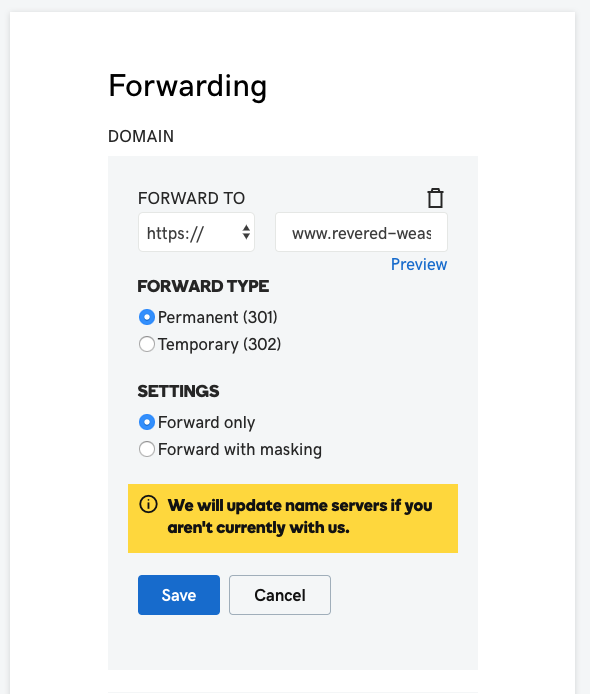 Forwarding
DOMAIN
FORWARD TO
https://
www.revered-weas
Preview
FORWARD TYPE
Permanent (301)
Temporary (302)
SETTINGS
Forward only
Forward with masking
We will update name servers if you
aren't currently with us.
Save
Cancel